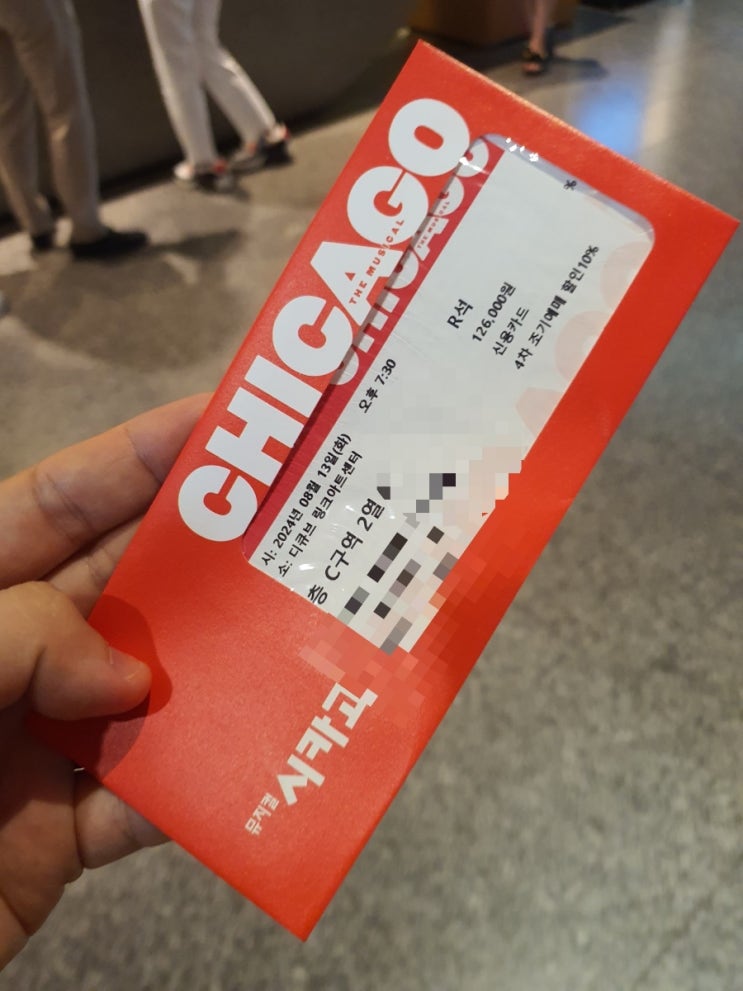 CHICAGO
THE MUSICAL
CHICAGO
THE MUSICAL
%
시: 2024년 08월 13일(화) 오후 7:30
소: 디큐브 링크아트센터
층 C구역 2열
R석
126,000원
신용카드
4차 조기예매 할인10%
뮤지컬
시카고